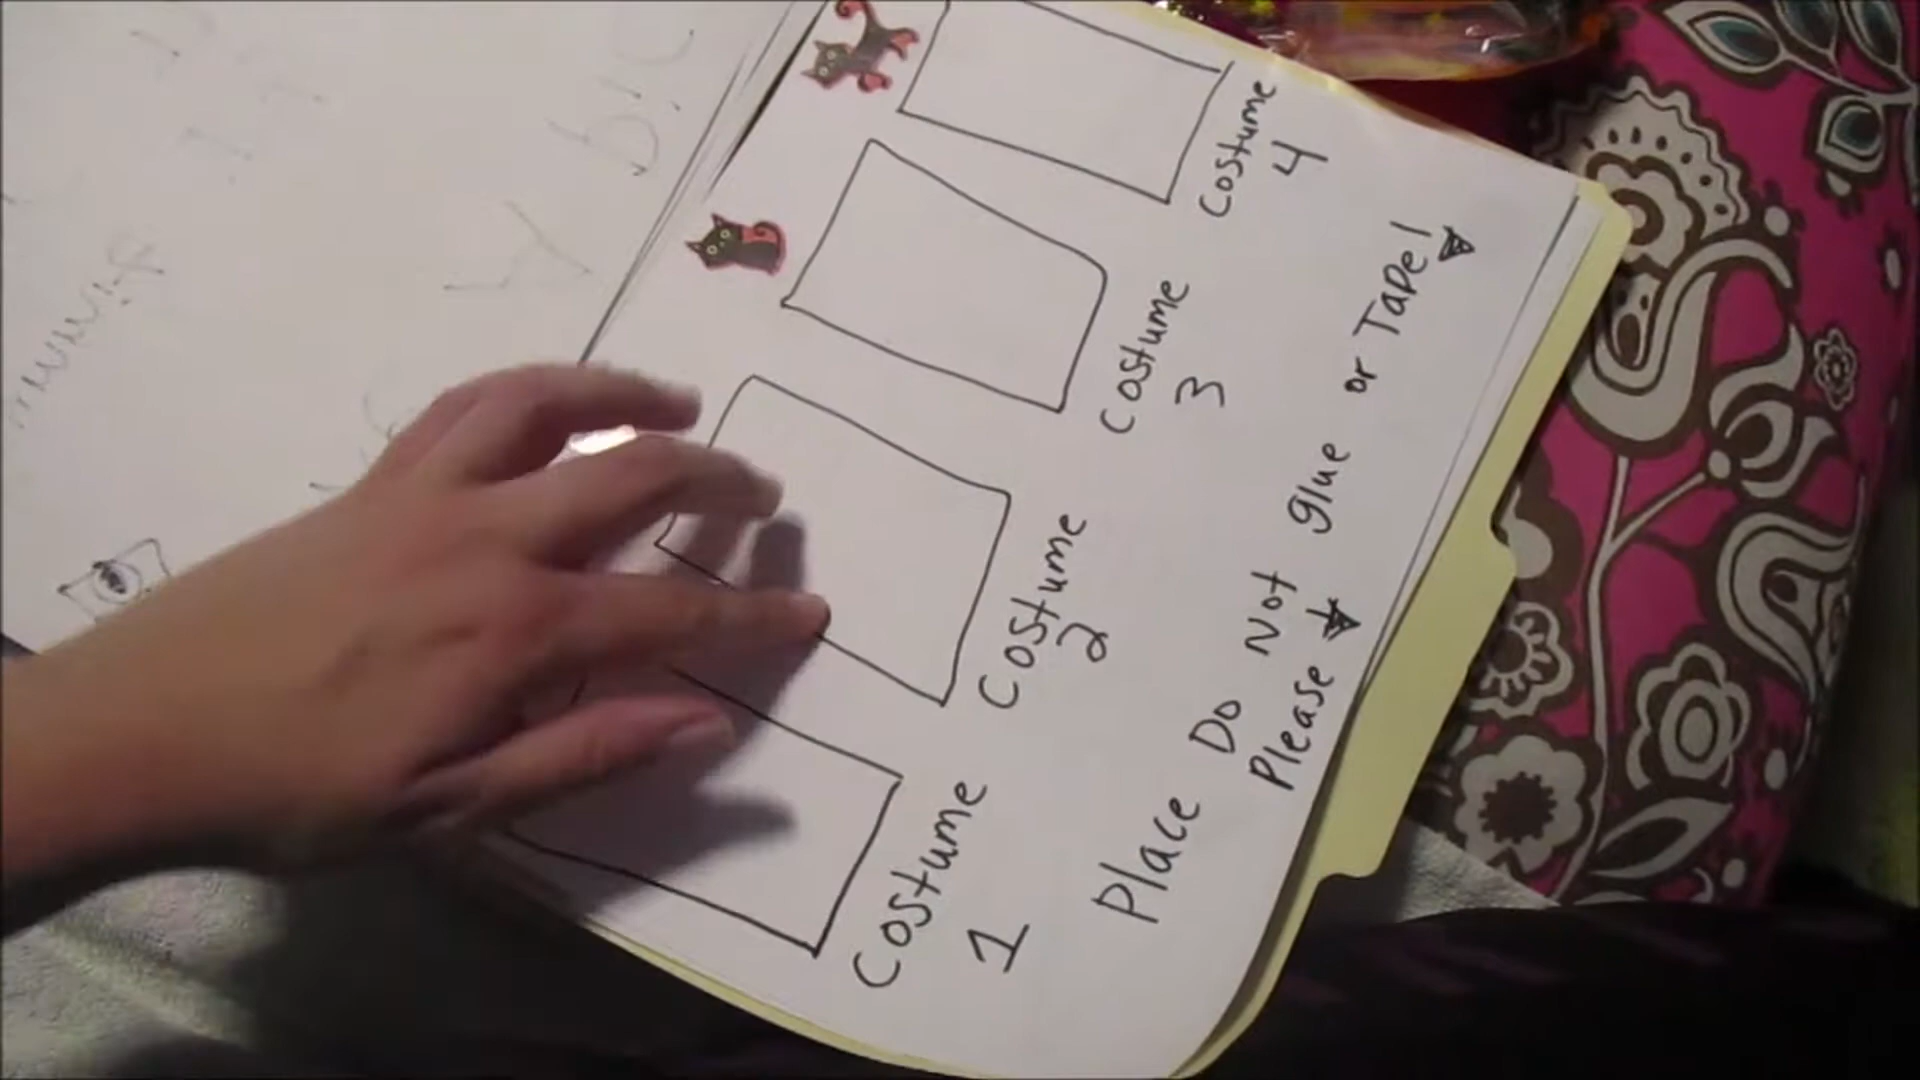 Costume
1
Costume
2
Costume
3
Costume
4
Place Do Not glue or Tape!
Please